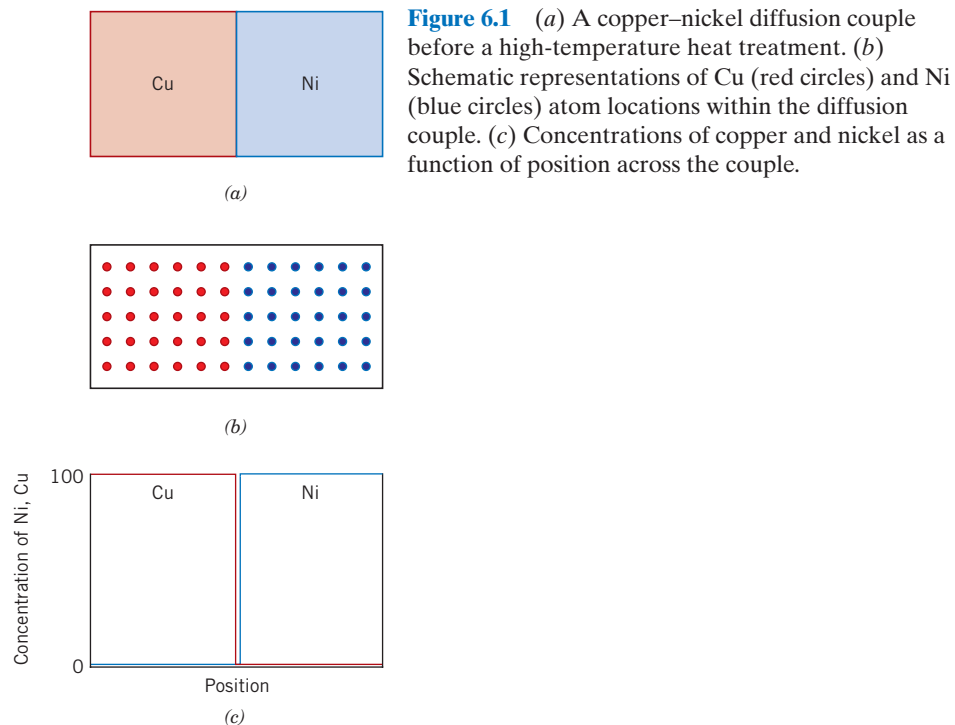 Figure 6.1 (a) A copper–nickel diffusion couple
before a high-temperature heat treatment. (b)
Schematic representations of Cu (red circles) and Ni
(blue circles) atom locations within the diffusion
couple. (c) Concentrations of copper and nickel as a
function of position across the couple.
Cu Ni
(a)
(b)
Concentration of Ni, Cu
100
Cu Ni
0
Position
(c)